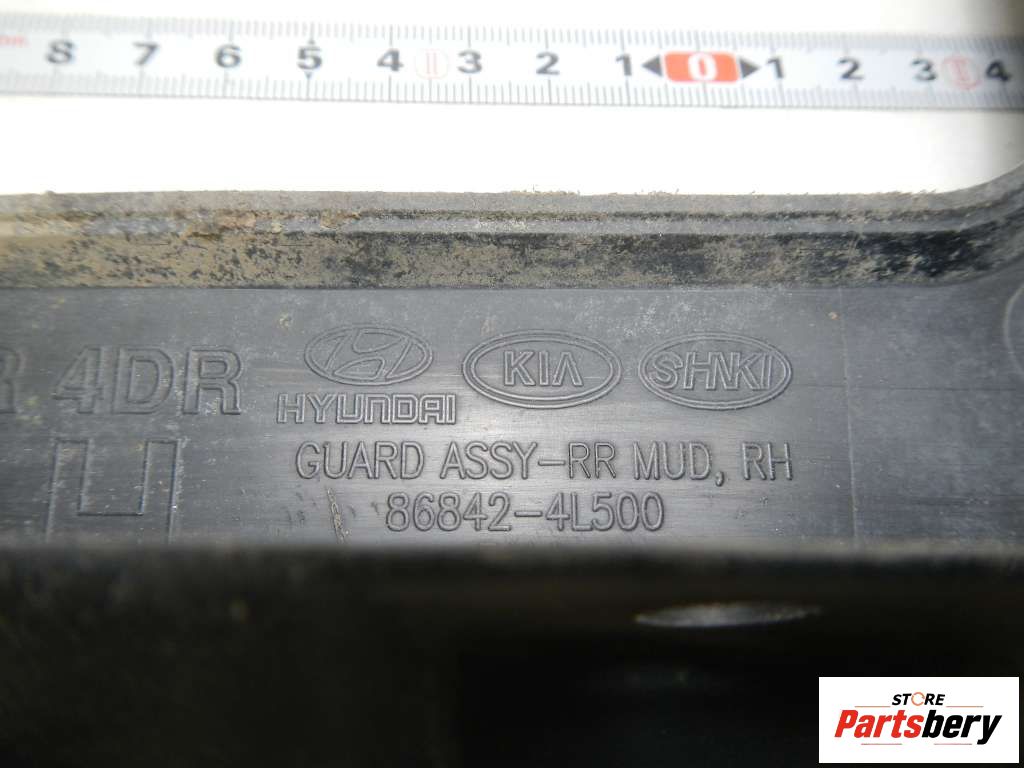 8 7 6 5 4 3 2 1 0 1 2 3 4
4DR
HYUNDAI
KIA
SHNKI
GUARD ASSY-RR MUD, RH
86842-4L500
STORE
Partsbery